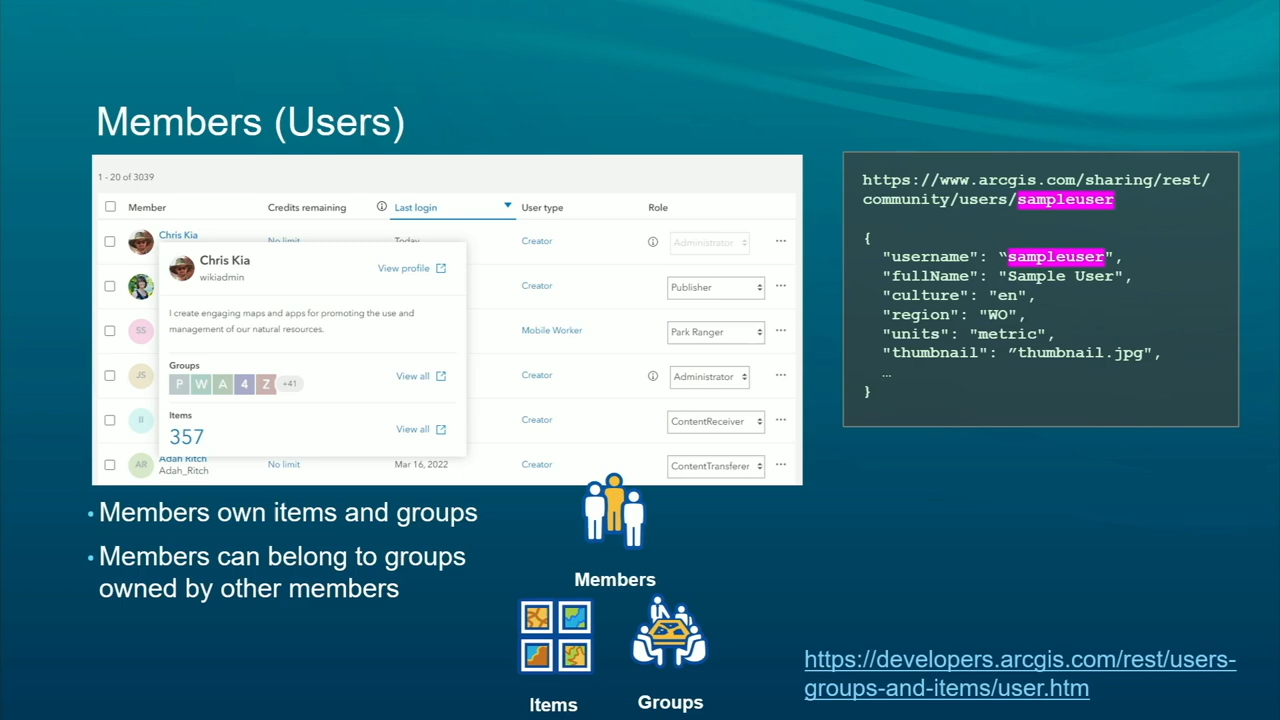 Members (Users)
1 - 20 of 3039
Member Credits remaining Last login User type Role
Chris Kia No limit Today Creator Administrator
Chris Kia
wikiadmin
View profile
I create engaging maps and apps for promoting the use and
management of our natural resources.
Groups
P W A 4 Z +41
View all
Items
357
View all
Creator Publisher
SS Mobile Worker Park Ranger
JS Creator Administrator
II Creator ContentReceiver
AR Adah Ritch No limit Mar 16, 2022 Creator ContentTransferer
Adah_Ritch
https://www.arcgis.com/sharing/rest/
community/users/sampleuser
{
"username": “sampleuser",
"fullName": "Sample User",
"culture": "en",
"region": "WO",
"units": "metric",
"thumbnail": ”thumbnail.jpg",
…
}
• Members own items and groups
• Members can belong to groups
owned by other members
Members
Items
Groups
https://developers.arcgis.com/rest/users-
groups-and-items/user.htm